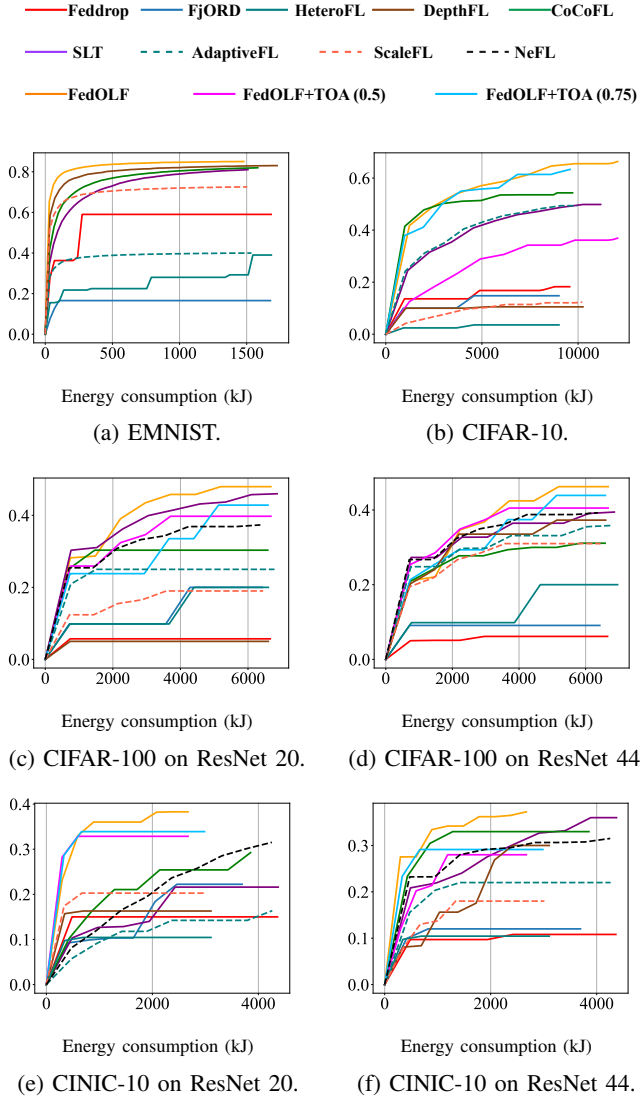 Feddrop FjORD HeteroFL DepthFL CoCoFL
SLT AdaptiveFL ScaleFL NeFL
FedOLF FedOLF+TOA (0.5) FedOLF+TOA (0.75)
0.8
0.6
0.4
0.2
0.0
0 500 1000 1500
Energy consumption (kJ)
(a) EMNIST.
0.6
0.5
0.4
0.3
0.2
0.1
0.0
0 5000 10000
Energy consumption (kJ)
(b) CIFAR-10.
0.4
0.2
0.0
0 2000 4000 6000
Energy consumption (kJ)
(c) CIFAR-100 on ResNet 20.
0.4
0.2
0.0
0 2000 4000 6000
Energy consumption (kJ)
(d) CIFAR-100 on ResNet 44
0.4
0.3
0.2
0.1
0.0
0 2000 4000
Energy consumption (kJ)
(e) CINIC-10 on ResNet 20.
0.3
0.2
0.1
0.0
0 2000 4000
Energy consumption (kJ)
(f) CINIC-10 on ResNet 44.